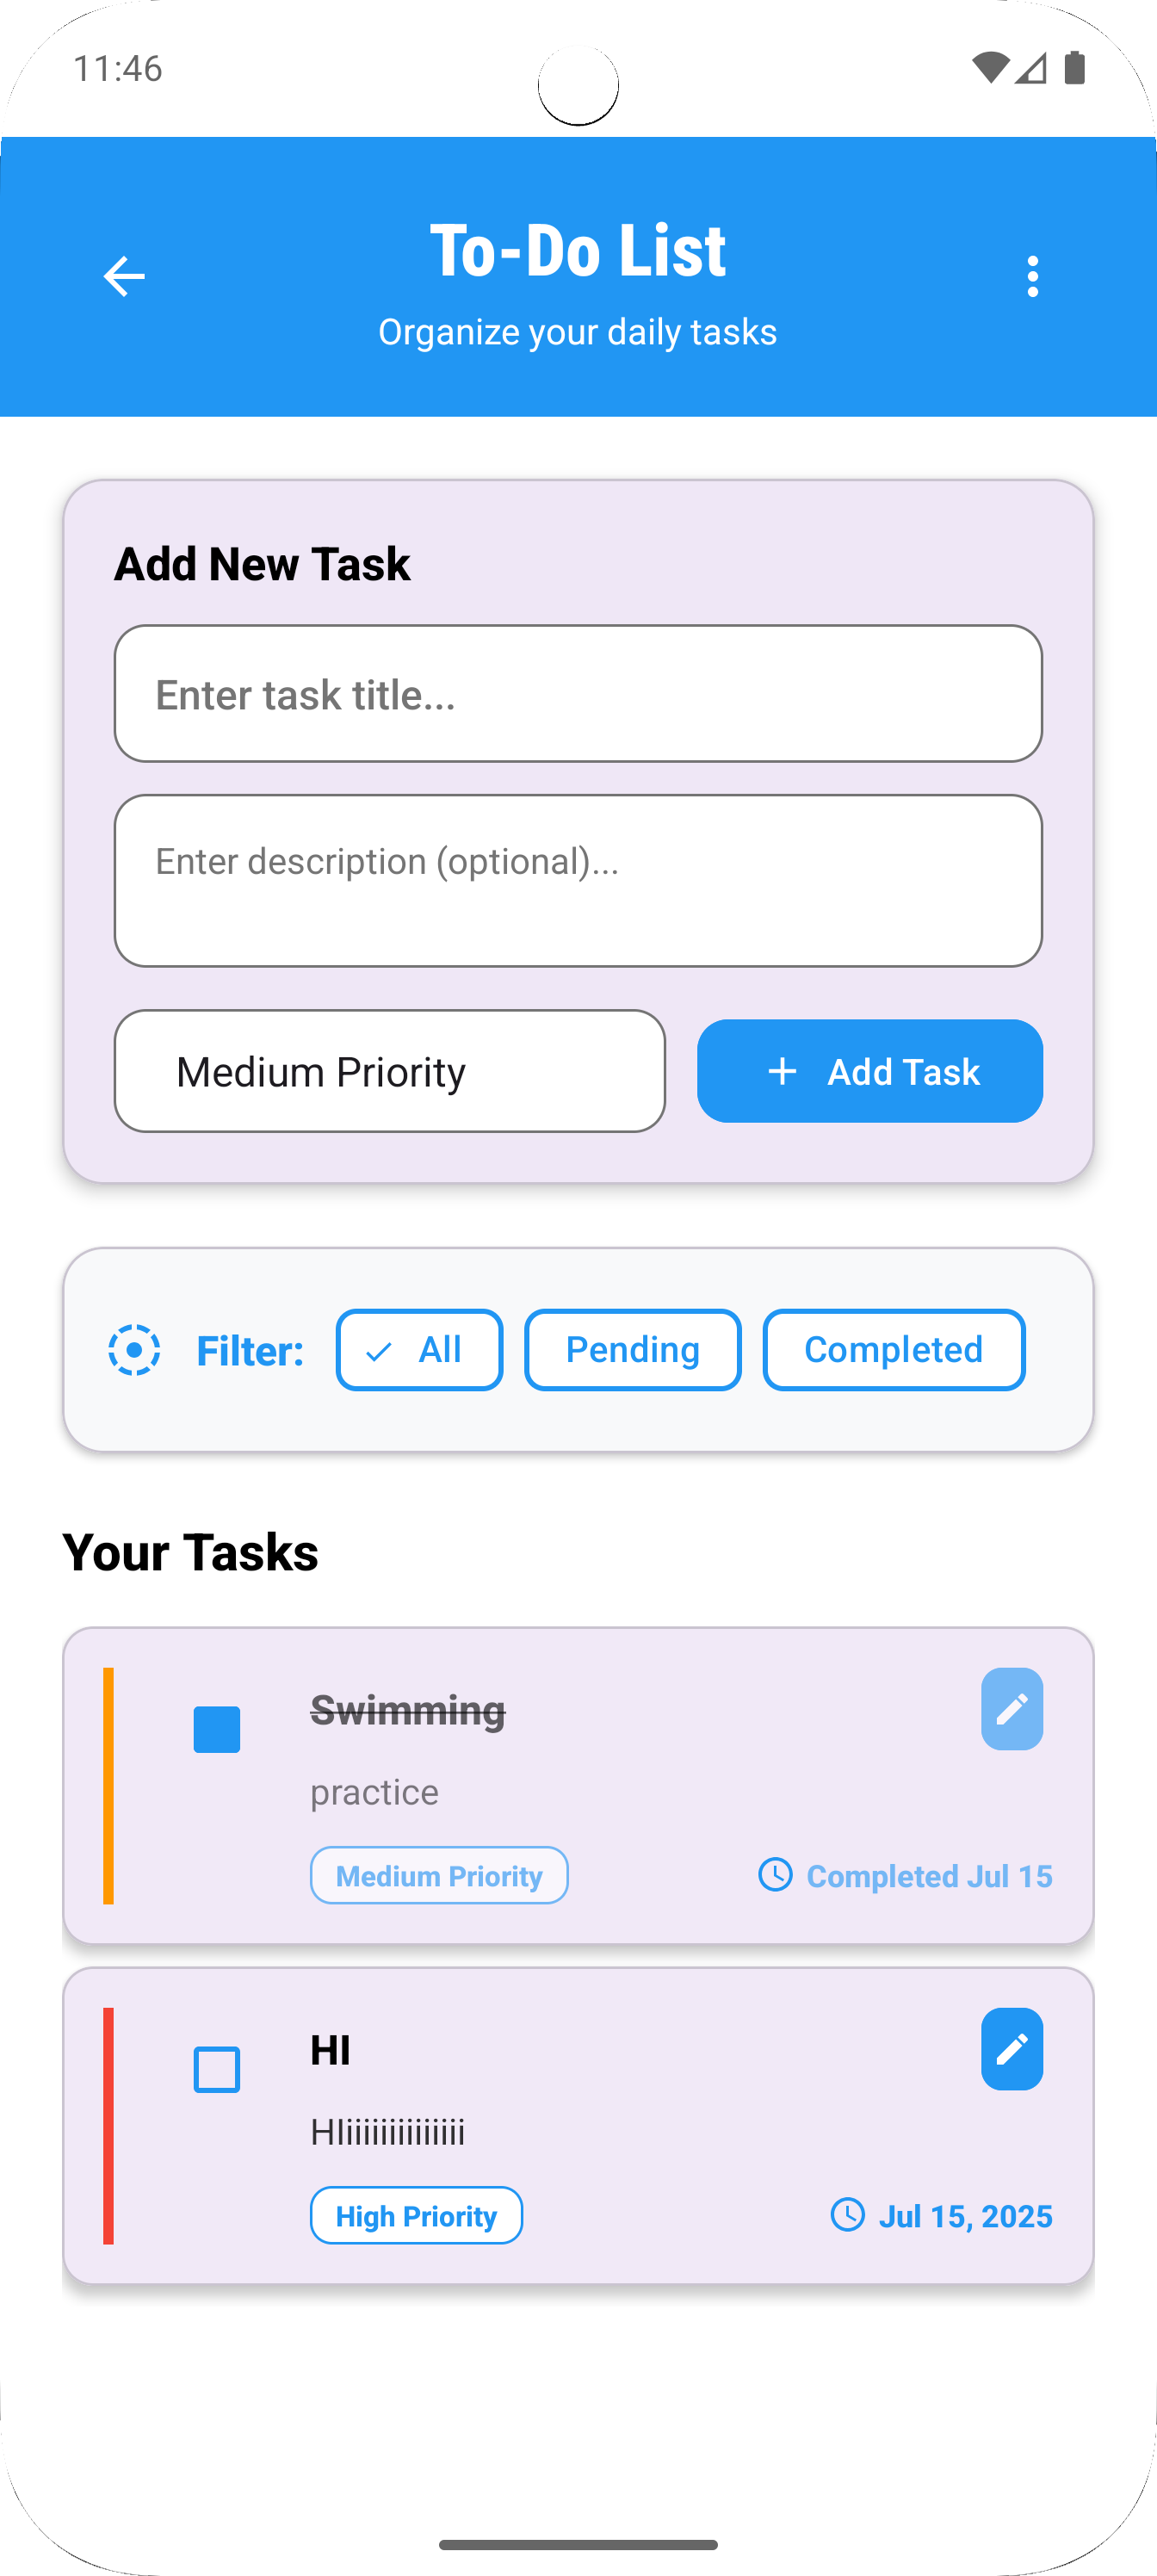 11:46
To-Do List
Organize your daily tasks
Add New Task
Enter task title...
Enter description (optional)...
Medium Priority
Add Task
Filter:
All
Pending
Completed
Your Tasks
Swimming
practice
Medium Priority
Completed Jul 15
HI
HIiiiiiiiiiiiiii
High Priority
Jul 15, 2025